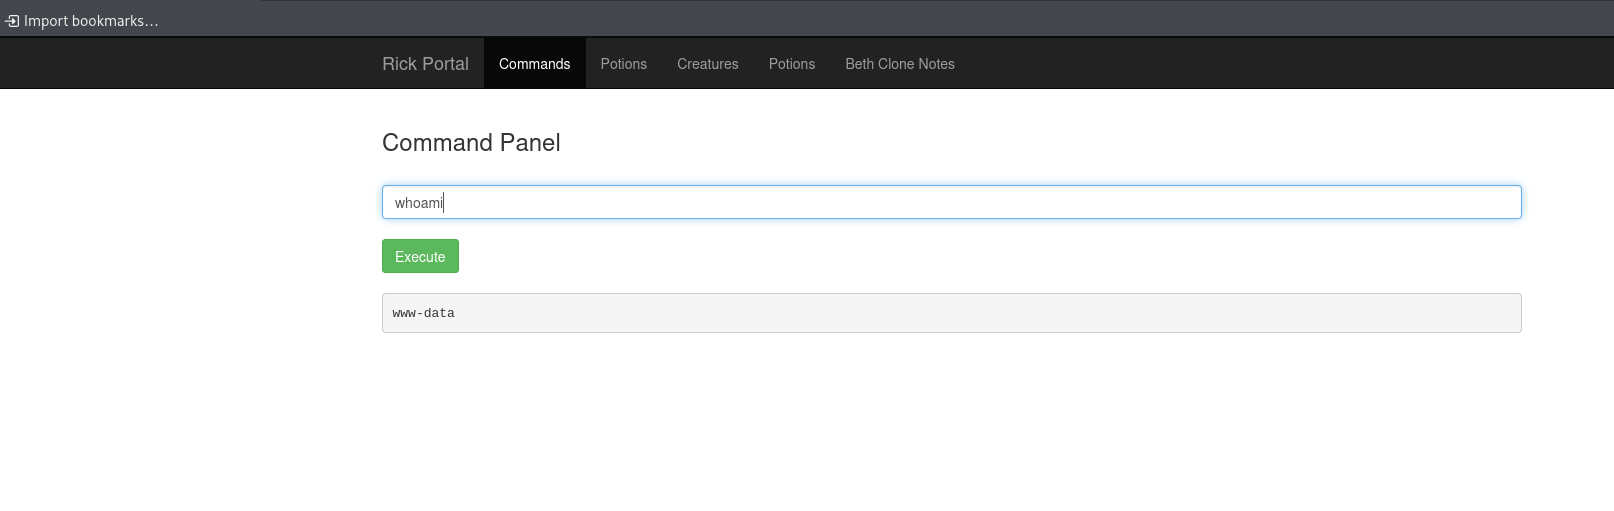 Import bookmarks...
Rick Portal Commands Potions Creatures Potions Beth Clone Notes
Command Panel
whoami
Execute
www-data